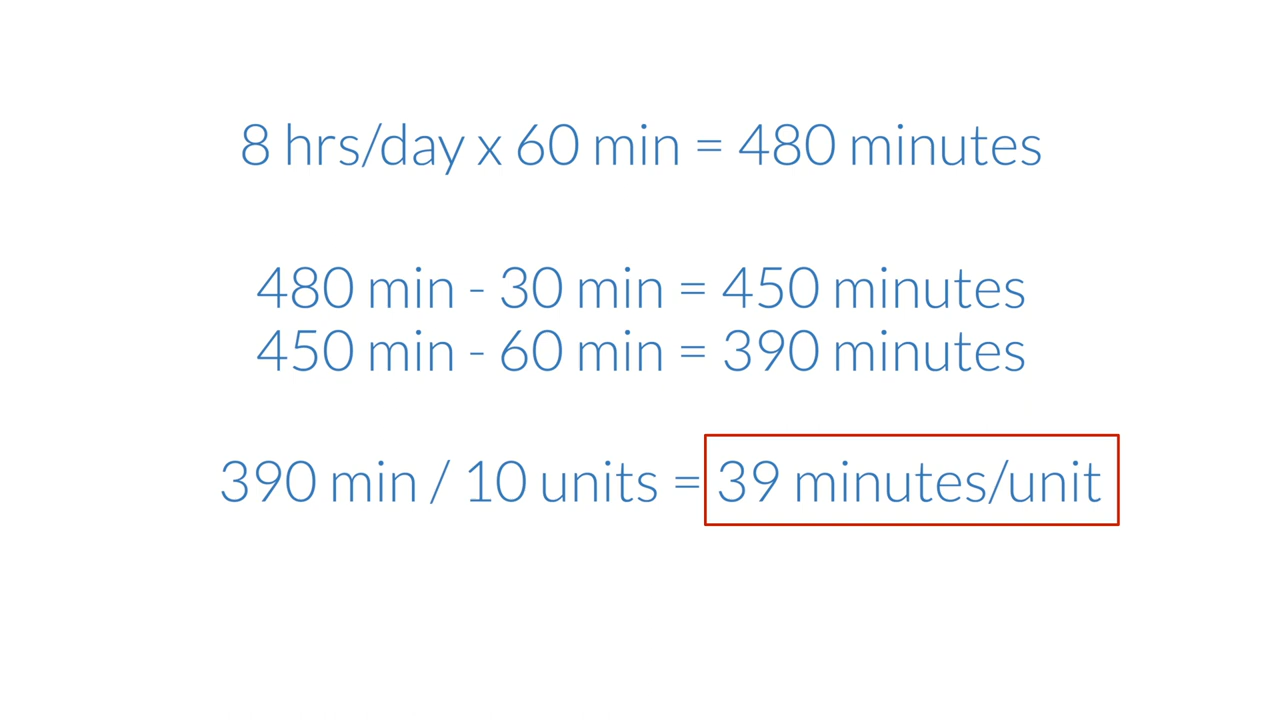 8 hrs/day x 60 min = 480 minutes
480 min - 30 min = 450 minutes
450 min - 60 min = 390 minutes
390 min / 10 units = 39 minutes/unit